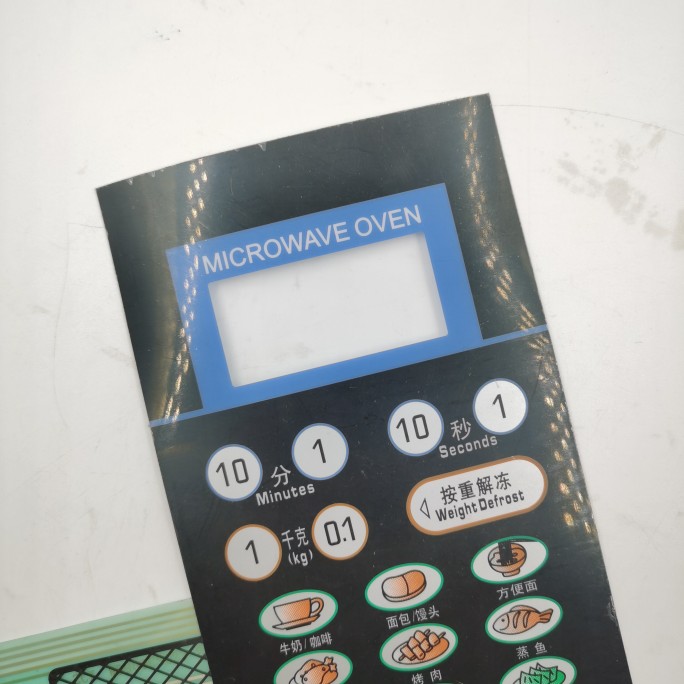 MICROWAVE OVEN
10 分 1
Minutes
10 秒 1
Seconds
1 千克 0.1
(kg)
按重解冻
Weight Defrost
牛奶/咖啡
面包/馒头
方便面
烤肉
蒸鱼